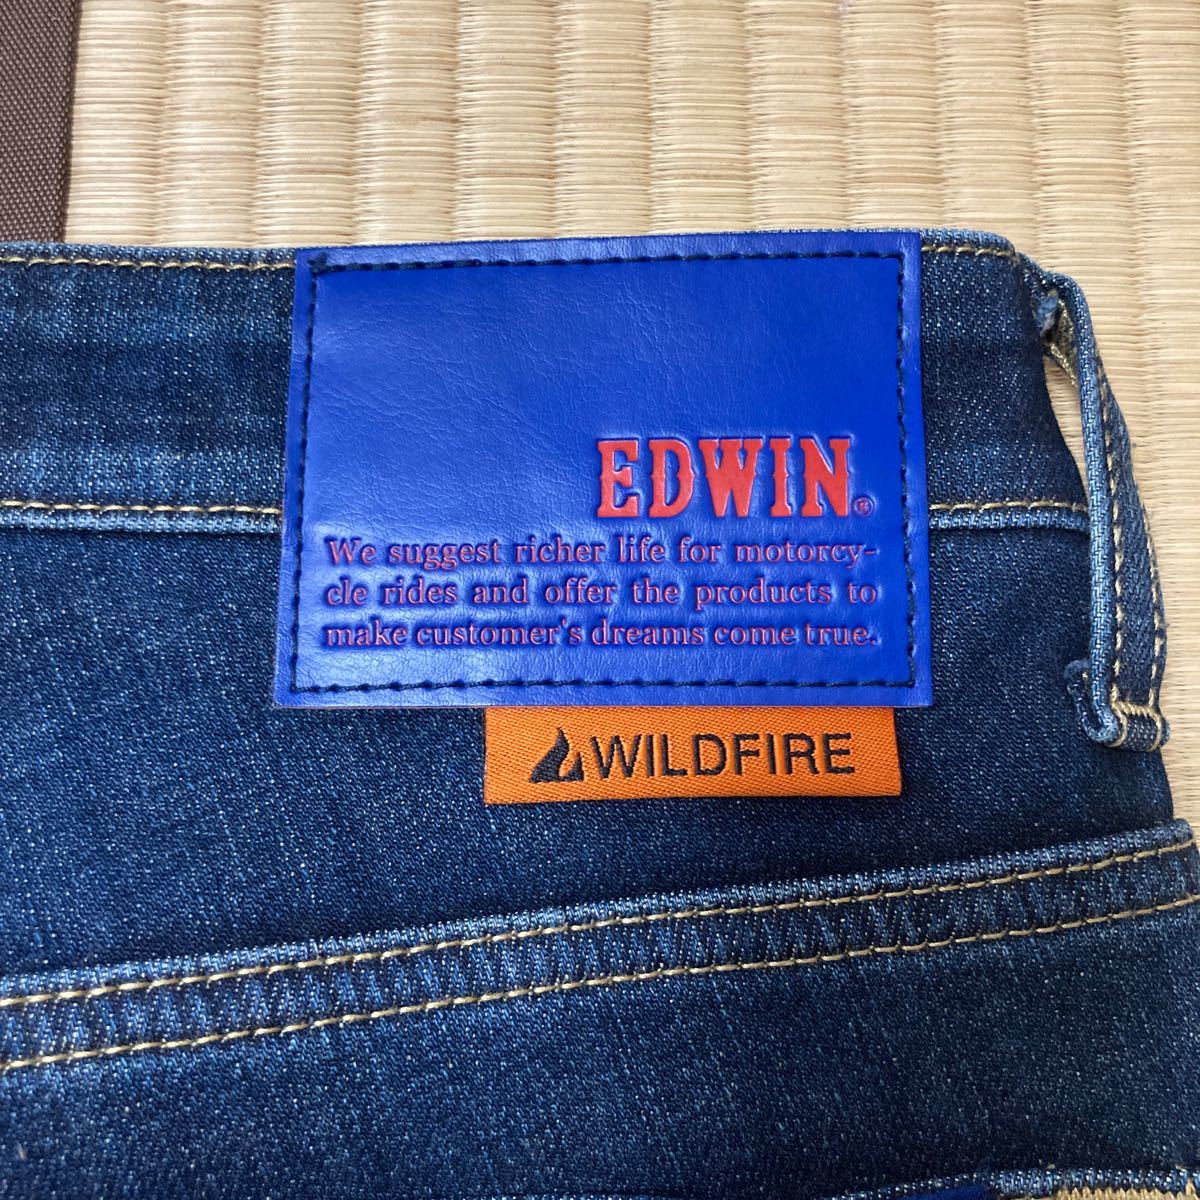 EDWIN®
We suggest richer life for motorcy-
cle rides and offer the products to
make customer's dreams come true.
WILDFIRE